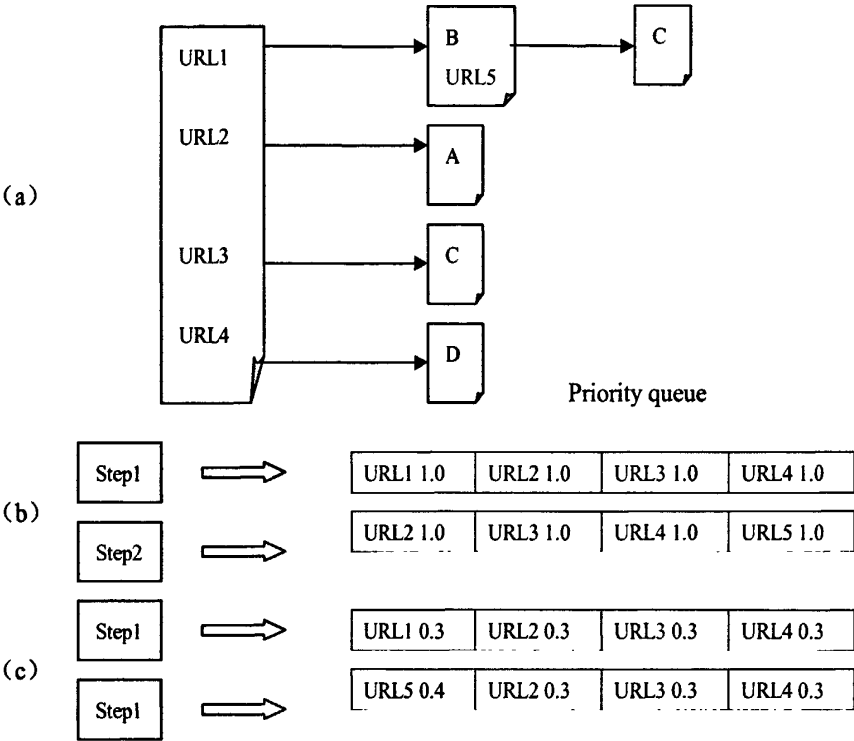 URL1
B
URL5
C
URL2
A
(a)
URL3
C
URL4
D
Priority queue
Step1
URL1 1.0 URL2 1.0 URL3 1.0 URL4 1.0
(b)
Step2
URL2 1.0 URL3 1.0 URL4 1.0 URL5 1.0
Step1
URL1 0.3 URL2 0.3 URL3 0.3 URL4 0.3
(c)
Step1
URL5 0.4 URL2 0.3 URL3 0.3 URL4 0.3